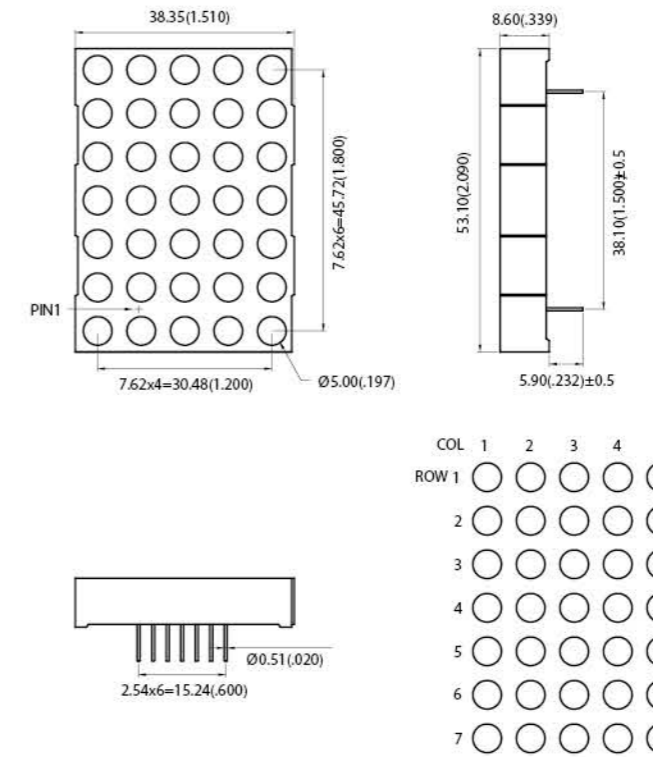 38.35(1.510)
8.60(.339)
7.62x6=45.72(1.800)
53.10(2.090)
38.10(1.500±0.5
PIN1
7.62x4=30.48(1.200)
Ø5.00(.197)
5.90(.232)±0.5
COL 1 2 3 4
ROW 1
2
3
4
5
6
7
Ø0.51(.020)
2.54x6=15.24(.600)